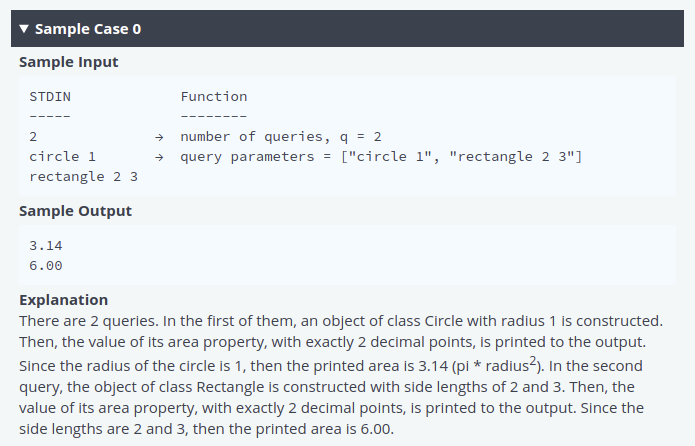 ▼ Sample Case 0
Sample Input
STDIN Function
----- --------
2 → number of queries, q = 2
circle 1 → query parameters = ["circle 1", "rectangle 2 3"]
rectangle 2 3
Sample Output
3.14
6.00
Explanation
There are 2 queries. In the first of them, an object of class Circle with radius 1 is constructed.
Then, the value of its area property, with exactly 2 decimal points, is printed to the output.
Since the radius of the circle is 1, then the printed area is 3.14 (pi * radius²). In the second
query, the object of class Rectangle is constructed with side lengths of 2 and 3. Then, the
value of its area property, with exactly 2 decimal points, is printed to the output. Since the
side lengths are 2 and 3, then the printed area is 6.00.